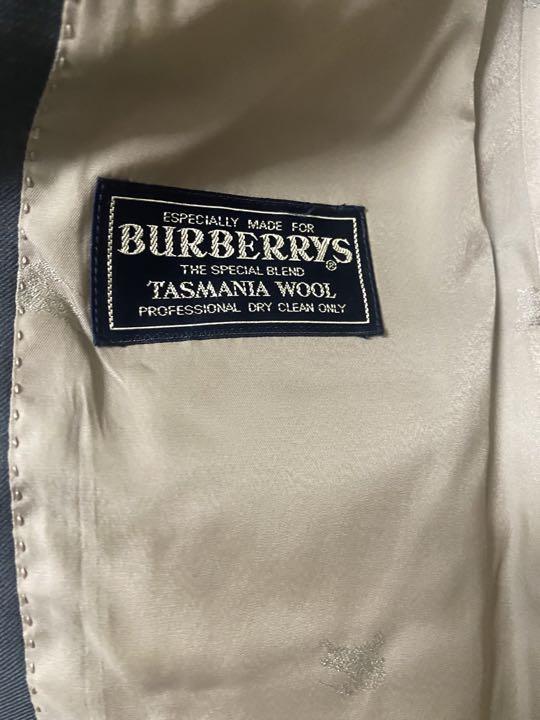 ESPECIALLY MADE FOR
BURBERRYS®
THE SPECIAL BLEND
TASMANIA WOOL
PROFESSIONAL DRY CLEAN ONLY